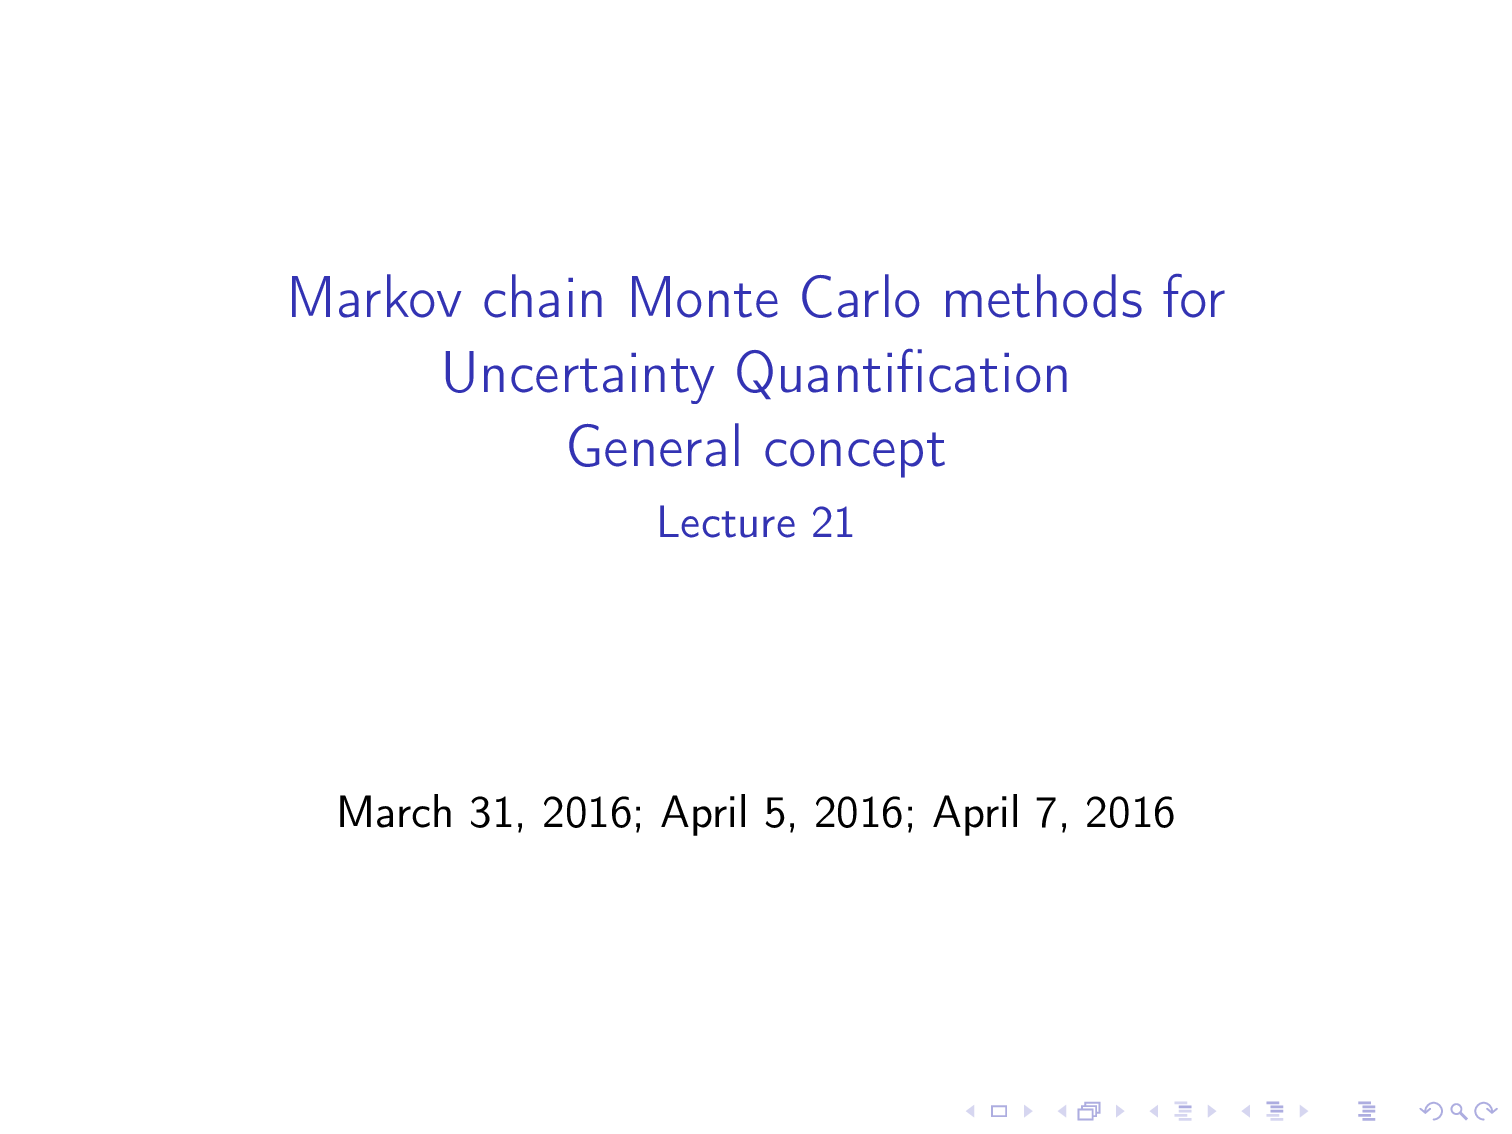 Markov chain Monte Carlo methods for
Uncertainty Quantification
General concept
Lecture 21
March 31, 2016; April 5, 2016; April 7, 2016